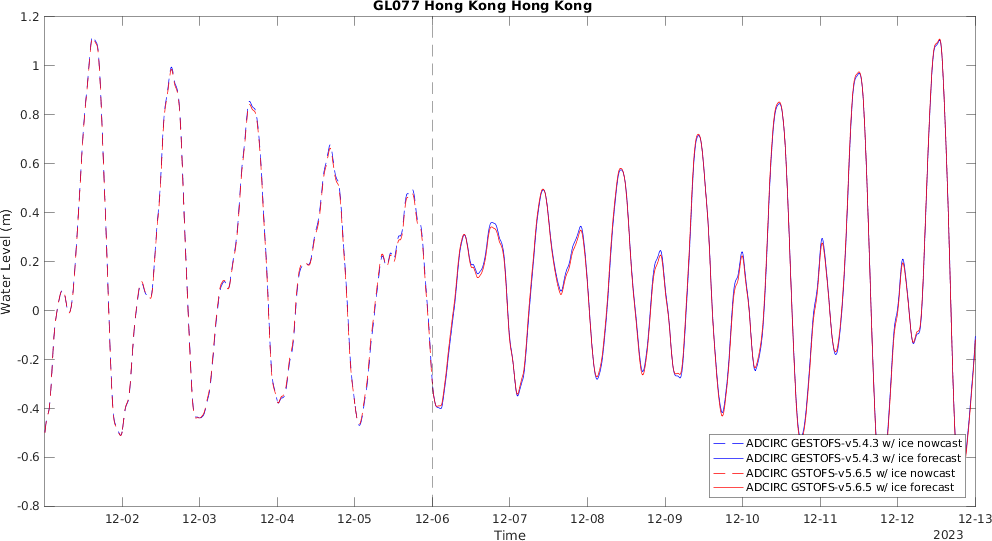 GL077 Hong Kong Hong Kong
1.2
1
0.8
0.6
0.4
0.2
0
-0.2
-0.4
-0.6
-0.8
Water Level (m)
ADCIRC GESTOFS-v5.4.3 w/ ice nowcast
ADCIRC GESTOFS-v5.4.3 w/ ice forecast
ADCIRC GSTOFS-v5.6.5 w/ ice nowcast
ADCIRC GSTOFS-v5.6.5 w/ ice forecast
12-02 12-03 12-04 12-05 12-06 12-07 12-08 12-09 12-10 12-11 12-12 12-13
Time
2023